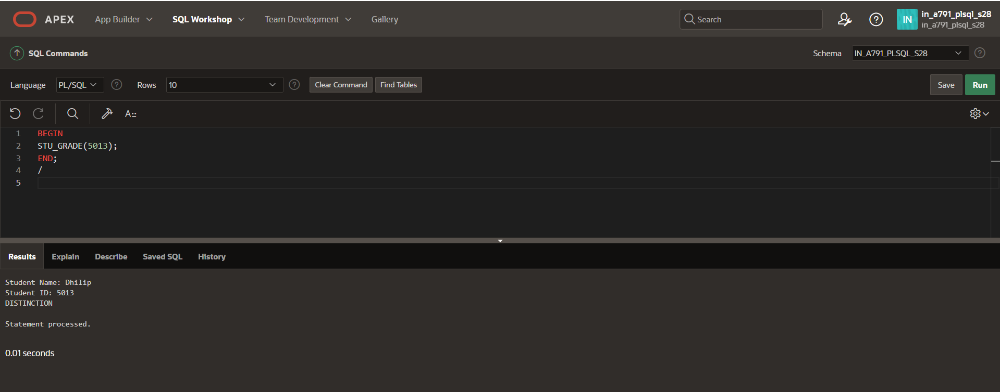 APEX App Builder SQL Workshop Team Development Gallery Search IN in_a791_plsql_s28
in_a791_plsql_s28
SQL Commands Schema IN_A791_PLSQL_S28
Language PL/SQL Rows 10 Clear Command Find Tables Save Run
A::
1 BEGIN
2 STU_GRADE(5013);
3 END;
4 /
5
Results Explain Describe Saved SQL History
Student Name: Dhilip
Student ID: 5013
DISTINCTION
Statement processed.
0.01 seconds